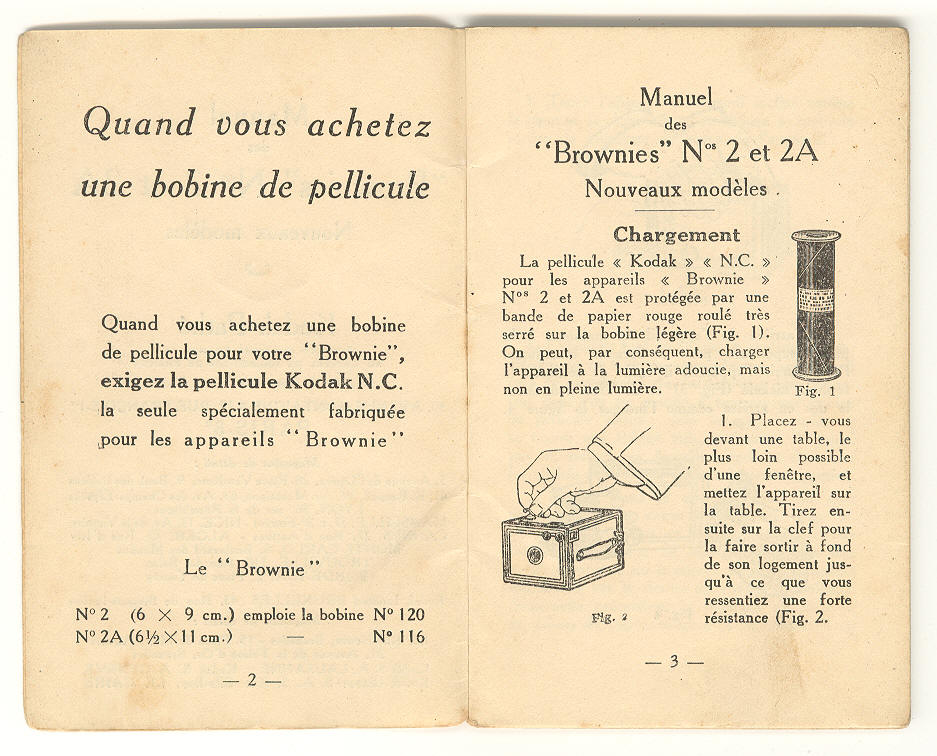 Quand vous achetez
une bobine de pellicule
Quand vous achetez une bobine
de pellicule pour votre “Brownie”,
exigez la pellicule Kodak N.C.
la seule spécialement fabriquée
pour les appareils “Brownie”
Le “Brownie”
Nº 2 (6 × 9 cm.) emploie la bobine Nº 120
Nº 2A (6½ × 11 cm.) — Nº 116
— 2 —
Manuel
des
“Brownies” Nºˢ 2 et 2A
Nouveaux modèles.
Chargement
La pellicule « Kodak » « N.C. »
pour les appareils « Brownie »
Nºˢ 2 et 2A est protégée par une
bande de papier rouge roulé très
serré sur la bobine légère (Fig. 1).
On peut, par conséquent, charger
l'appareil à la lumière adoucie, mais
non en pleine lumière.
Fig. 1
1. Placez - vous
devant une table, le
plus loin possible
d'une fenêtre, et
mettez l'appareil sur
la table. Tirez en-
suite sur la clef pour
la faire sortir à fond
de son logement jus-
qu'à ce que vous
ressentiez une forte
résistance (Fig. 2.
Fig. 2
— 3 —